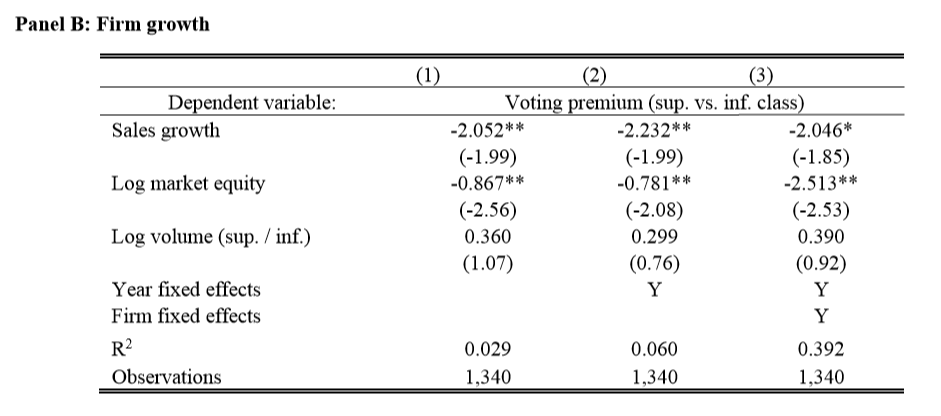 Panel B: Firm growth
(1) (2) (3)
Dependent variable: Voting premium (sup. vs. inf. class)
Sales growth -2.052** -2.232** -2.046*
(-1.99) (-1.99) (-1.85)
Log market equity -0.867** -0.781** -2.513**
(-2.56) (-2.08) (-2.53)
Log volume (sup. / inf.) 0.360 0.299 0.390
(1.07) (0.76) (0.92)
Year fixed effects Y Y
Firm fixed effects Y
R² 0.029 0.060 0.392
Observations 1,340 1,340 1,340